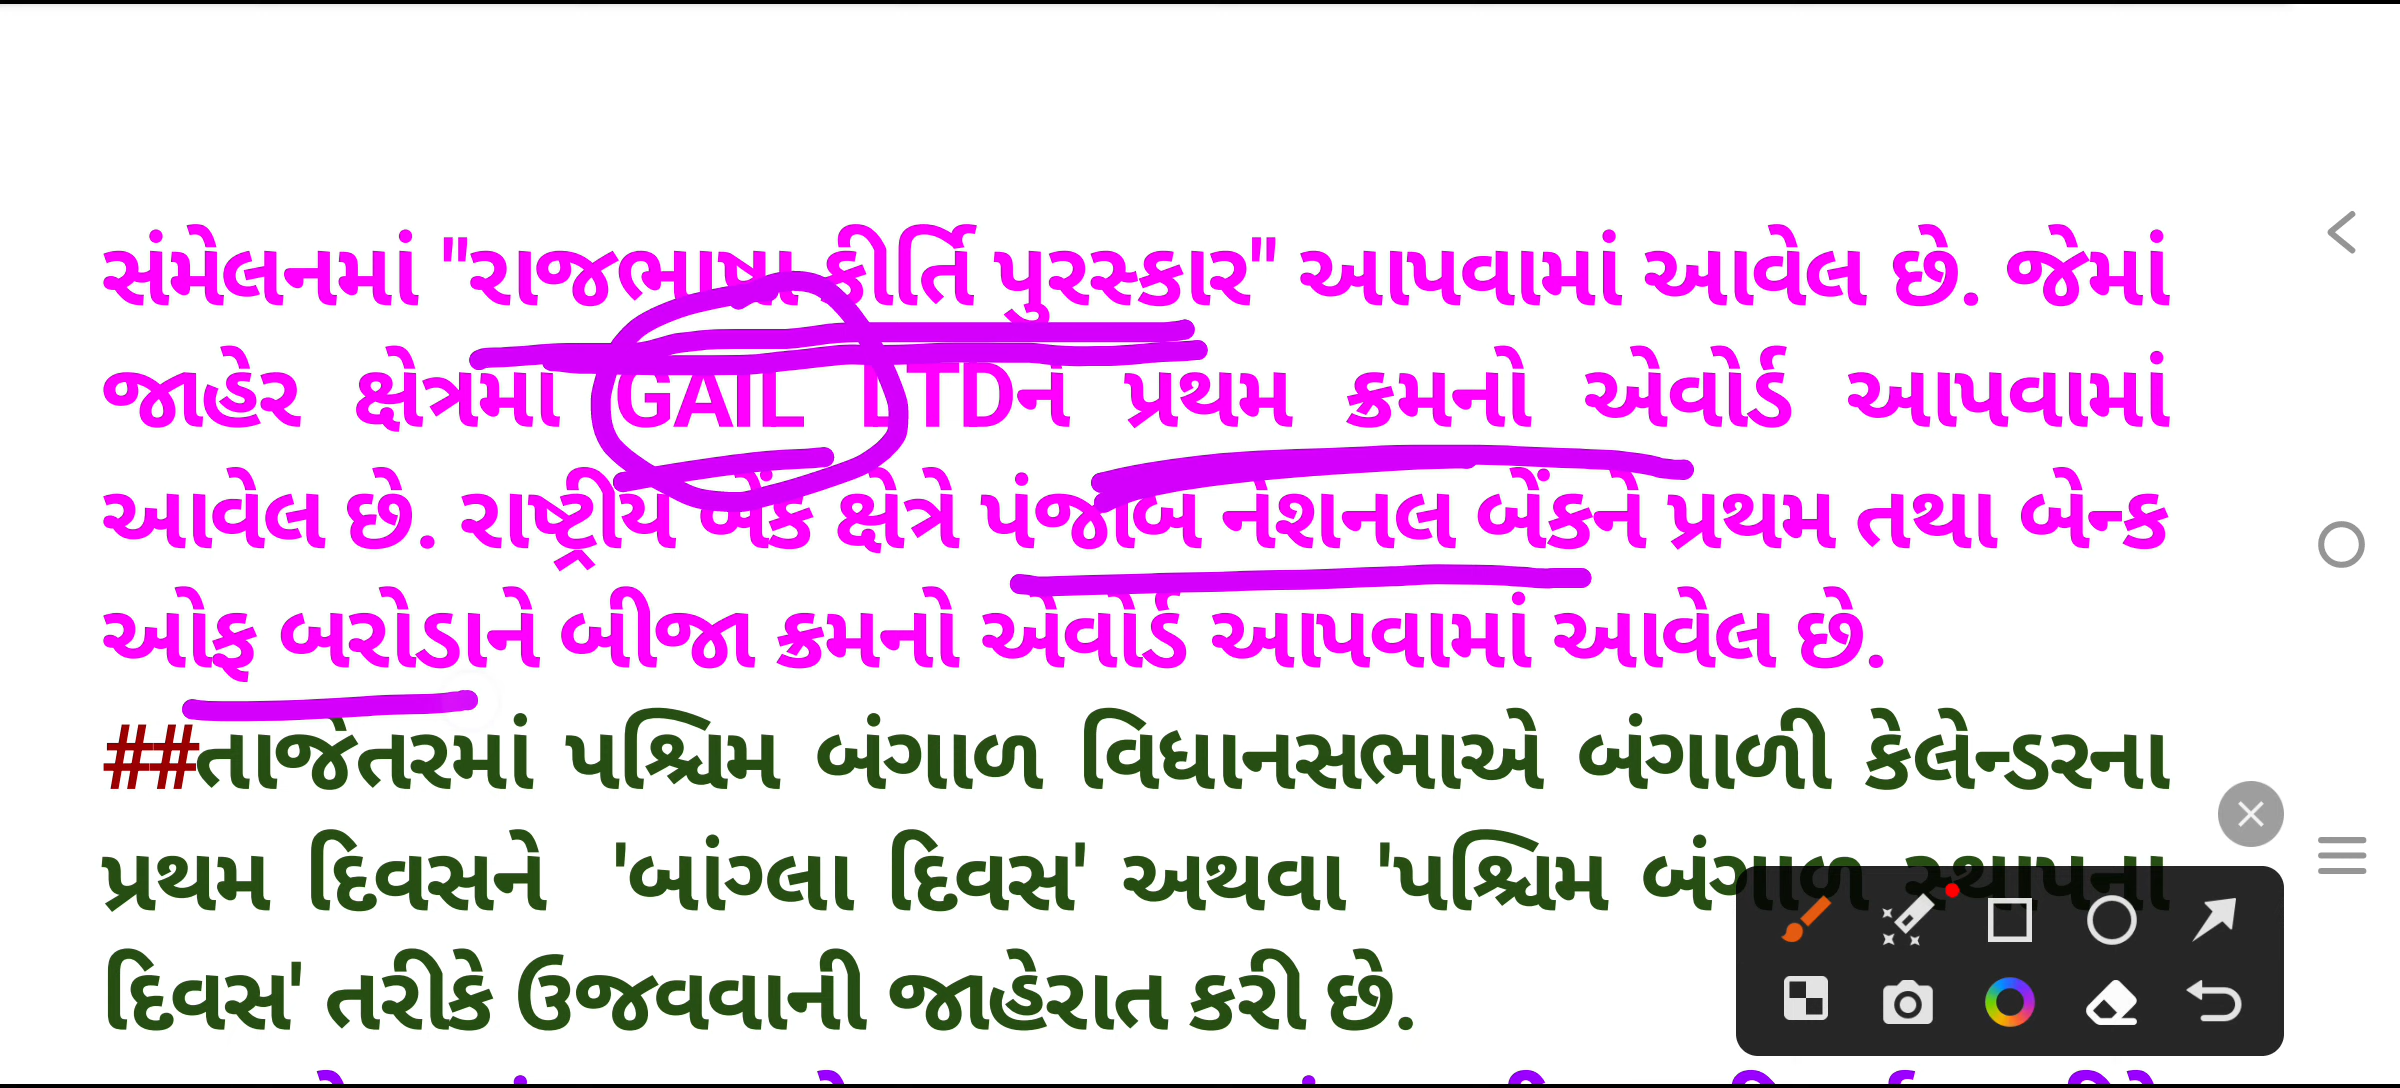 સંમેલનમાં "રાજભાષા કીર્તિ પુરસ્કાર" આપવામાં આવેલ છે. જેમાં
જાહેર ક્ષેત્રમાં GAIL LTDને પ્રથમ ક્રમનો એવોર્ડ આપવામાં
આવેલ છે. રાષ્ટ્રીય બેંક ક્ષેત્રે પંજાબ નેશનલ બેંકને પ્રથમ તથા બેન્ક
ઓફ બરોડાને બીજા ક્રમનો એવોર્ડ આપવામાં આવેલ છે.
##તાજેતરમાં પશ્ચિમ બંગાળ વિધાનસભાએ બંગાળી કેલેન્ડરના
પ્રથમ દિવસને 'બાંગ્લા દિવસ' અથવા 'પશ્ચિમ બંગાળ સ્થાપના
દિવસ' તરીકે ઉજવવાની જાહેરાત કરી છે.